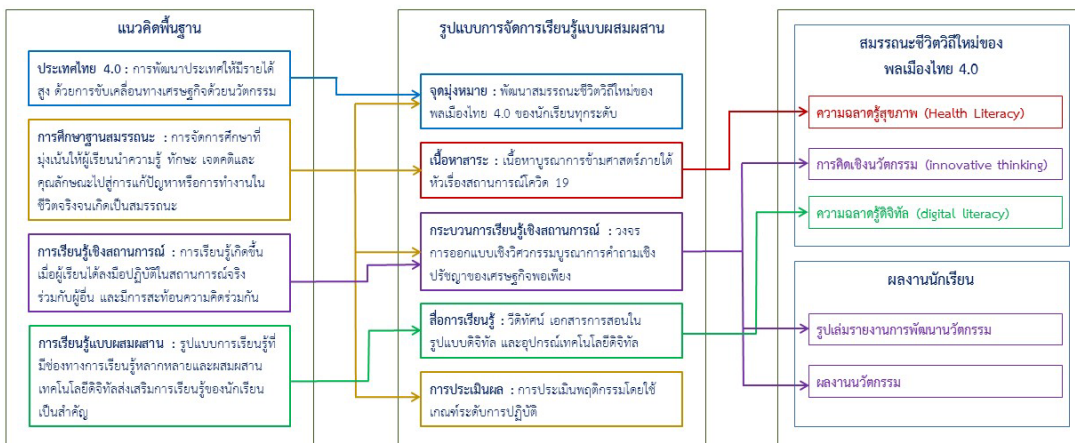 แนวคิดพื้นฐาน
ประเทศไทย 4.0 : การพัฒนาประเทศให้มีรายได้
สูง ด้วยการขับเคลื่อนทางเศรษฐกิจด้วยนวัตกรรม
การศึกษาฐานสมรรถนะ : การจัดการศึกษาที่
มุ่งเน้นให้ผู้เรียนนำความรู้ ทักษะ เจตคติและ
คุณลักษณะไปสู่การแก้ปัญหาหรือการทำงานใน
ชีวิตจริงจนเกิดเป็นสมรรถนะ
การเรียนรู้เชิงสถานการณ์ : การเรียนรู้เกิดขึ้น
เมื่อผู้เรียนได้ลงมือปฏิบัติในสถานการณ์จริง
ร่วมกับผู้อื่น และมีการสะท้อนความคิดร่วมกัน
การเรียนรู้แบบผสมผสาน : รูปแบบการเรียนรู้ที่
มีช่องทางการเรียนรู้หลากหลายและผสมผสาน
เทคโนโลยีดิจิทัลส่งเสริมการเรียนรู้ของนักเรียน
เป็นสำคัญ
รูปแบบการจัดการเรียนรู้แบบผสมผสาน
จุดมุ่งหมาย : พัฒนาสมรรถนะชีวิตวิถีใหม่ของ
พลเมืองไทย 4.0 ของนักเรียนทุกระดับ
เนื้อหาสาระ : เนื้อหาบูรณาการข้ามศาสตร์ภายใต้
หัวเรื่องสถานการณ์โควิด 19
กระบวนการเรียนรู้เชิงสถานการณ์ : วงจร
การออกแบบเชิงวิศวกรรมบูรณาการคำถามเชิง
ปรัชญาของเศรษฐกิจพอเพียง
สื่อการเรียนรู้ : วีดิทัศน์ เอกสารการสอนใน
รูปแบบดิจิทัล และอุปกรณ์เทคโนโลยีดิจิทัล
การประเมินผล : การประเมินพฤติกรรมโดยใช้
เกณฑ์ระดับการปฏิบัติ
สมรรถนะชีวิตวิถีใหม่ของ
พลเมืองไทย 4.0
ความฉลาดรู้สุขภาพ (Health Literacy)
การคิดเชิงนวัตกรรม (innovative thinking)
ความฉลาดรู้ดิจิทัล (digital literacy)
ผลงานนักเรียน
รูปเล่มรายงานการพัฒนานวัตกรรม
ผลงานนวัตกรรม